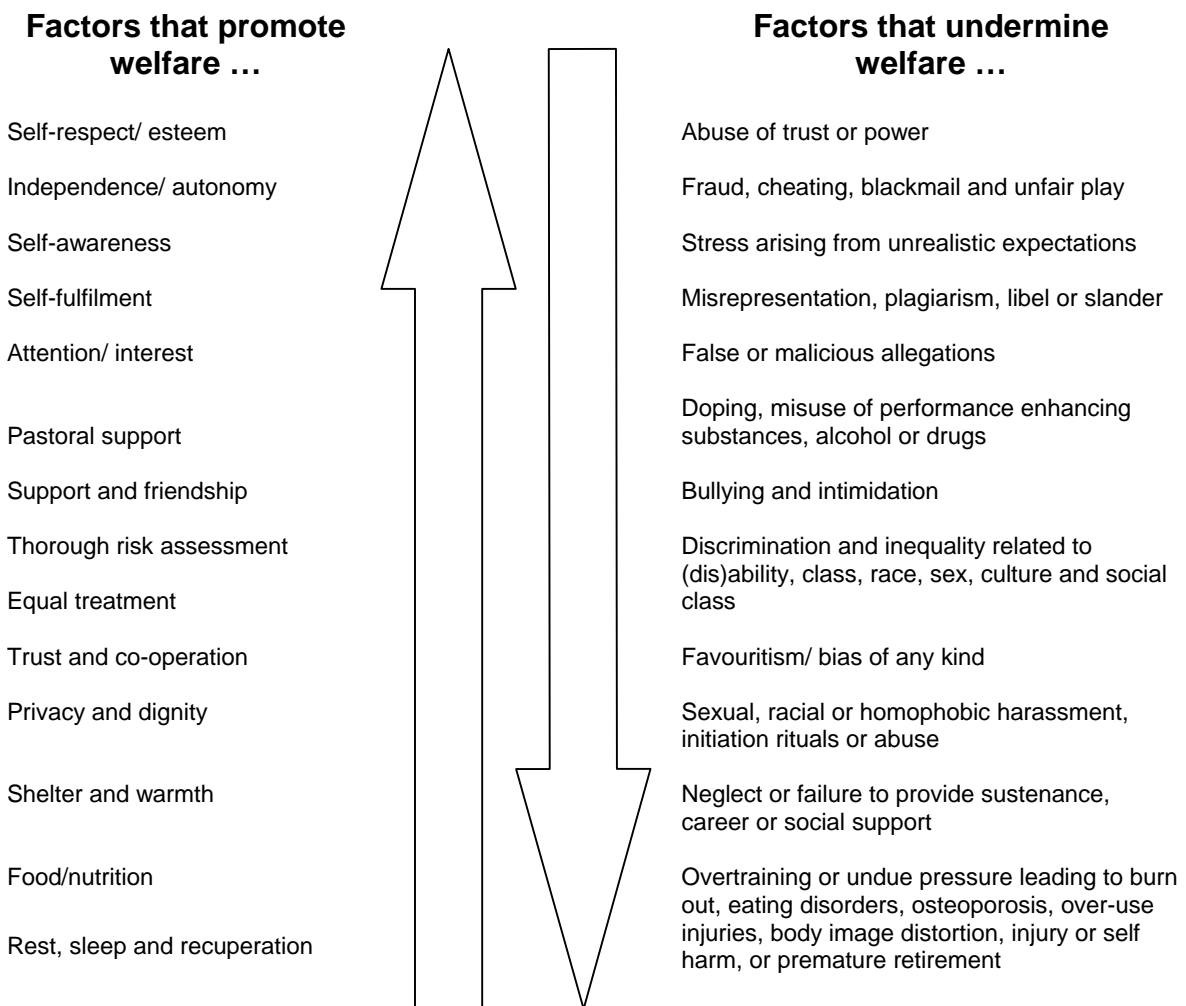 Factors that promote
welfare …
Self-respect/ esteem
Independence/ autonomy
Self-awareness
Self-fulfilment
Attention/ interest
Pastoral support
Support and friendship
Thorough risk assessment
Equal treatment
Trust and co-operation
Privacy and dignity
Shelter and warmth
Food/nutrition
Rest, sleep and recuperation
Factors that undermine
welfare …
Abuse of trust or power
Fraud, cheating, blackmail and unfair play
Stress arising from unrealistic expectations
Misrepresentation, plagiarism, libel or slander
False or malicious allegations
Doping, misuse of performance enhancing
substances, alcohol or drugs
Bullying and intimidation
Discrimination and inequality related to
(dis)ability, class, race, sex, culture and social
class
Favouritism/ bias of any kind
Sexual, racial or homophobic harassment,
initiation rituals or abuse
Neglect or failure to provide sustenance,
career or social support
Overtraining or undue pressure leading to burn
out, eating disorders, osteoporosis, over-use
injuries, body image distortion, injury or self
harm, or premature retirement